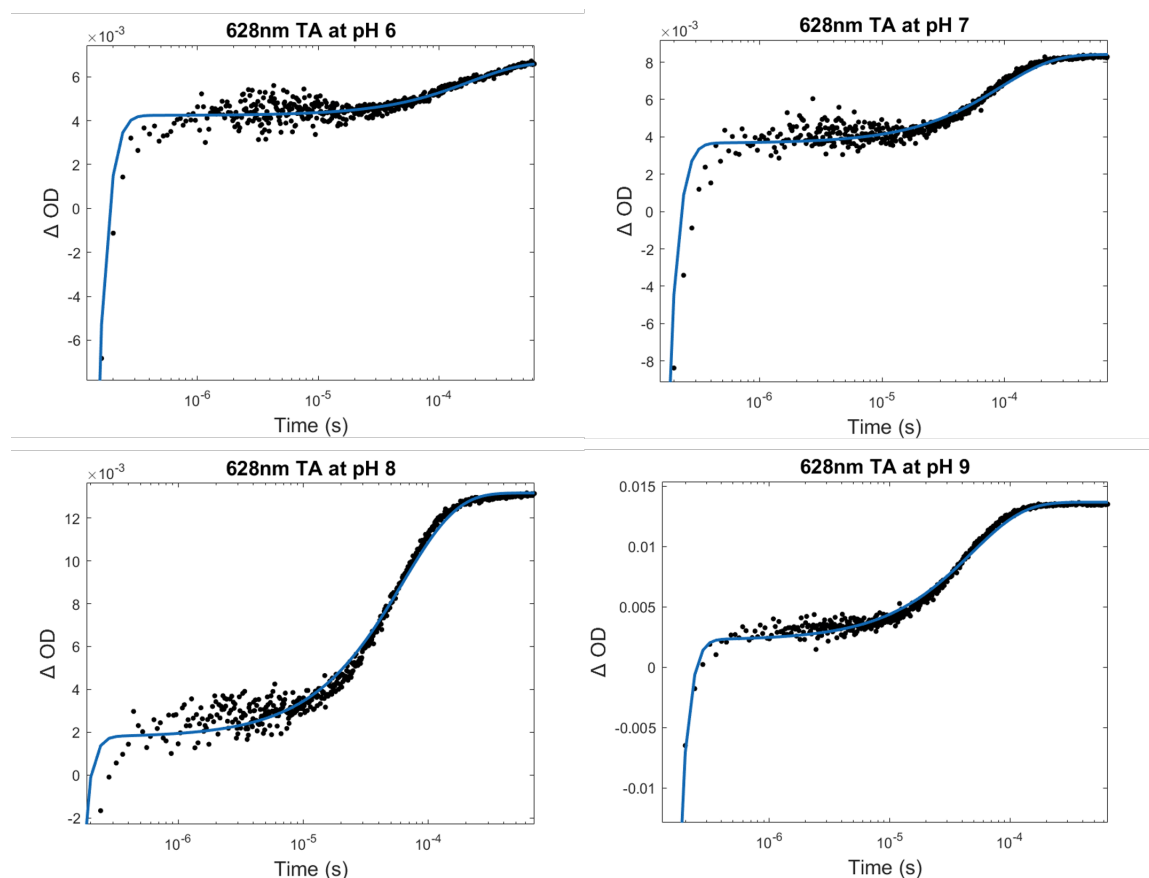 628nm TA at pH 6
×10⁻³
6
4
2
0
-2
-4
-6
Δ OD
10⁻⁶ 10⁻⁵ 10⁻⁴
Time (s)
628nm TA at pH 7
×10⁻³
8
6
4
2
0
-2
-4
-6
-8
Δ OD
10⁻⁶ 10⁻⁵ 10⁻⁴
Time (s)
628nm TA at pH 8
×10⁻³
12
10
8
6
4
2
0
-2
Δ OD
10⁻⁶ 10⁻⁵ 10⁻⁴
Time (s)
628nm TA at pH 9
0.015
0.01
0.005
0
-0.005
-0.01
Δ OD
10⁻⁶ 10⁻⁵ 10⁻⁴
Time (s)